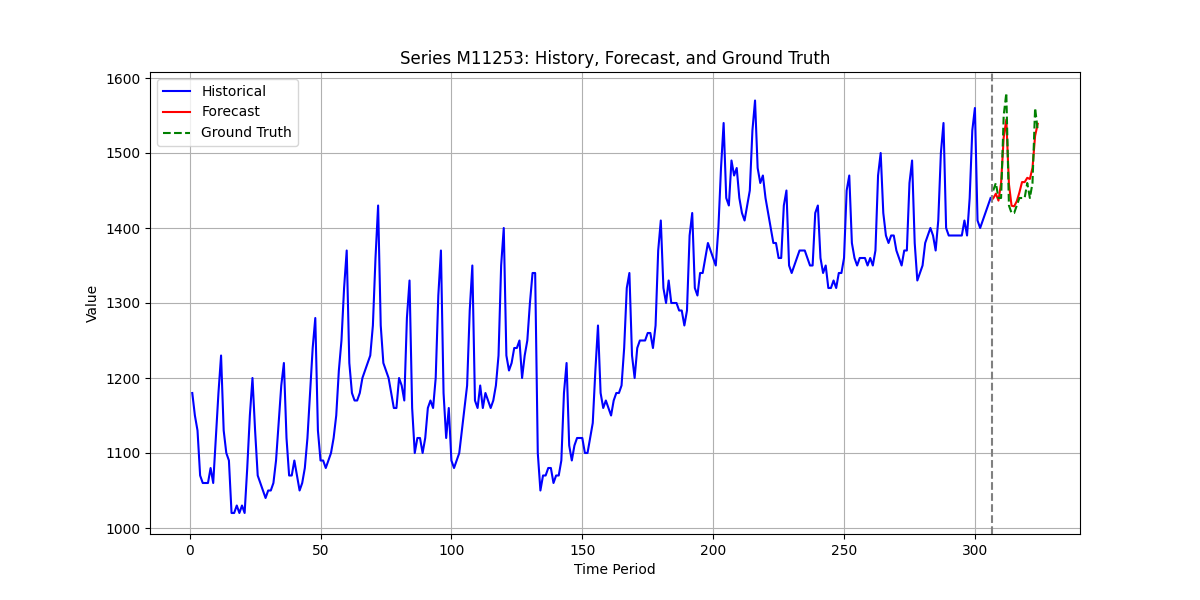 Series M11253: History, Forecast, and Ground Truth
Historical
Forecast
Ground Truth
1600
1500
1400
1300
1200
1100
1000
Value
0 50 100 150 200 250 300
Time Period